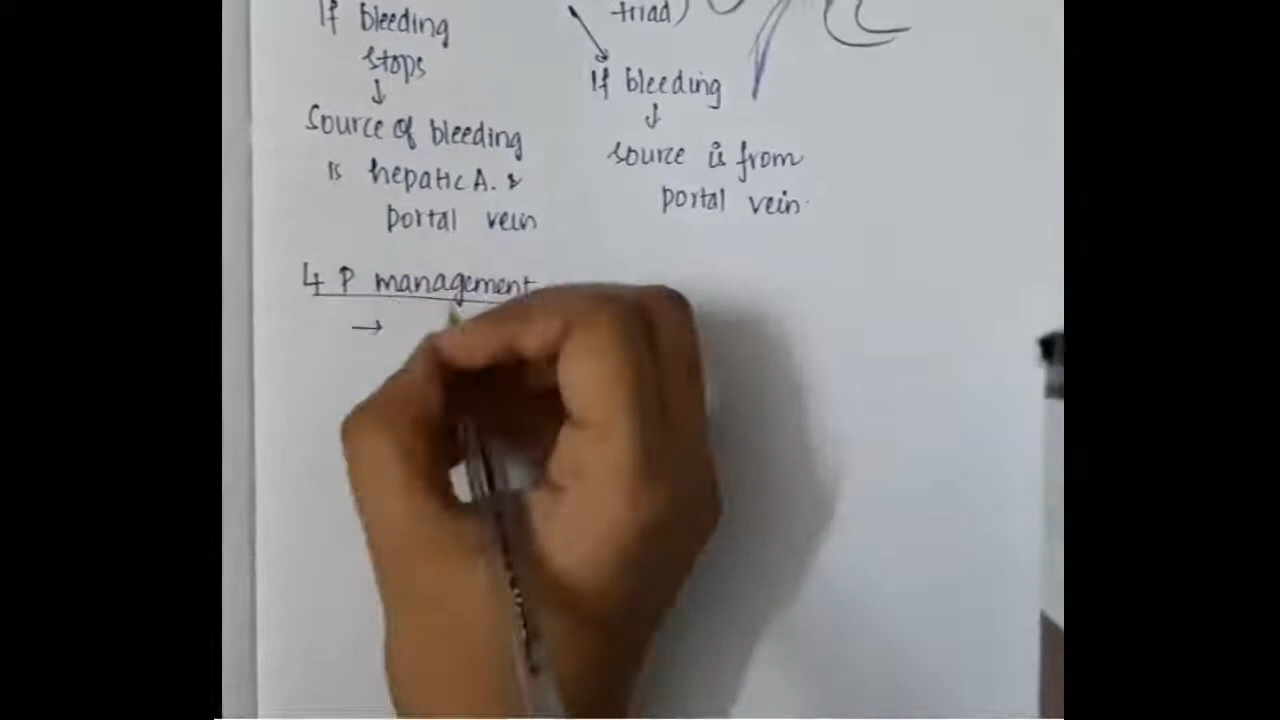 If bleeding
stops
↓
Source of bleeding
is hepatic A. &
portal vein
triad)
If bleeding
↓
source is from
portal vein.
4 P management
→